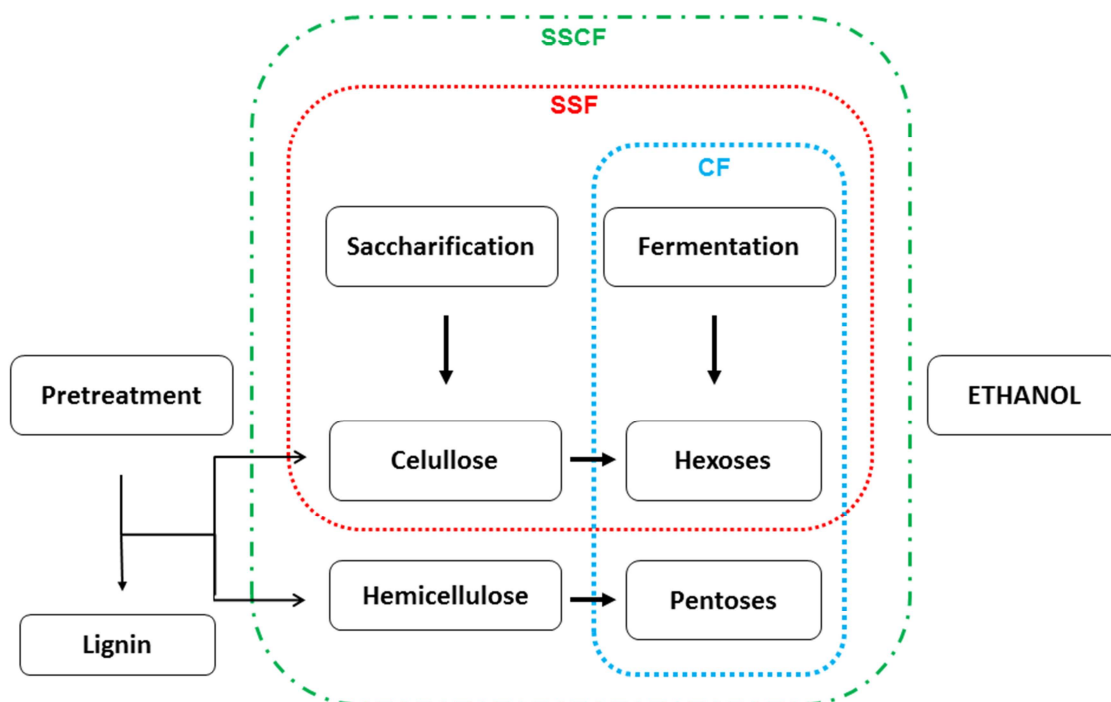 SSCF
SSF
CF
Saccharification
Fermentation
Pretreatment
ETHANOL
Celullose
Hexoses
Hemicellulose
Pentoses
Lignin